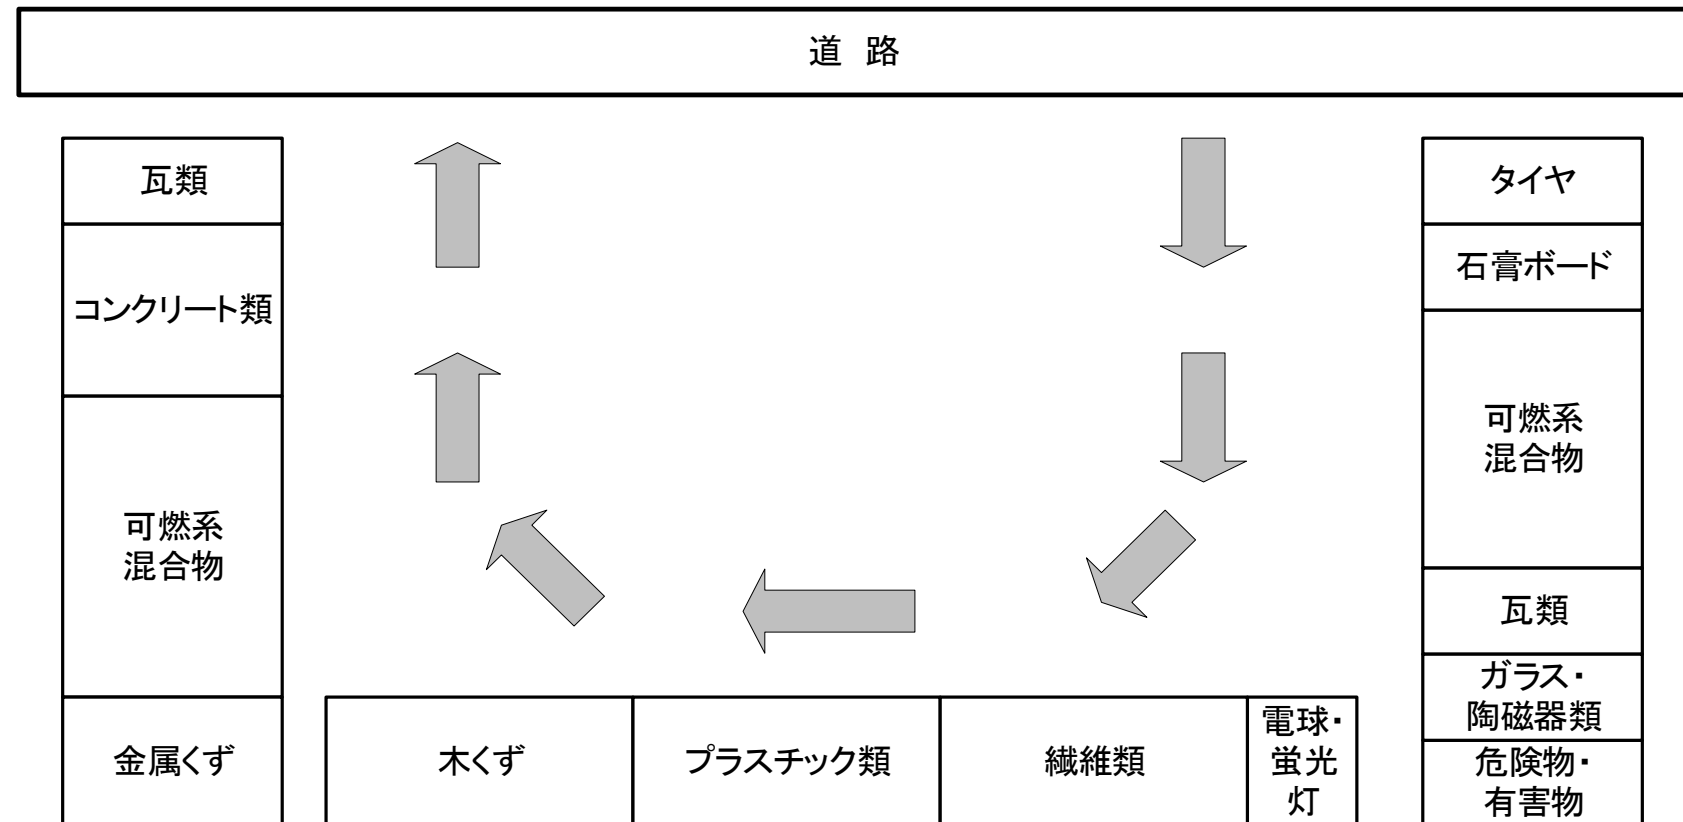 道 路
瓦類
コンクリート類
可燃系
混合物
金属くず
木くず
プラスチック類
繊維類
電球・
蛍光
灯
タイヤ
石膏ボード
可燃系
混合物
瓦類
ガラス・
陶磁器類
危険物・
有害物